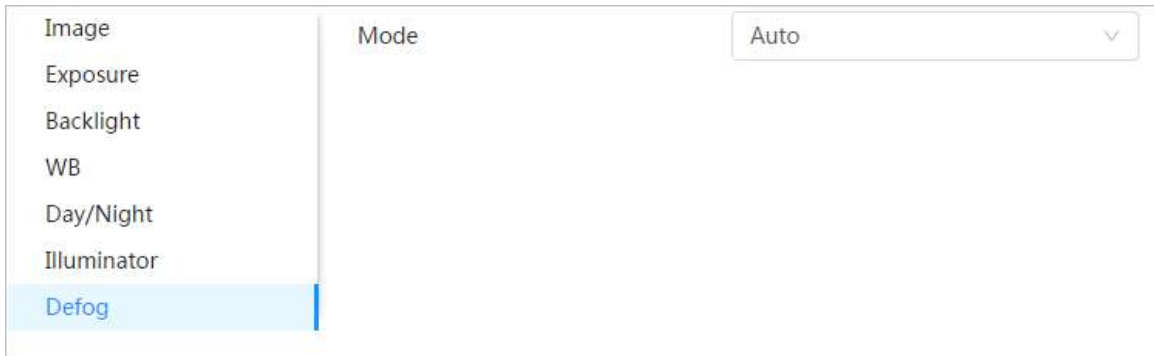 Image
Exposure
Backlight
WB
Day/Night
Illuminator
Defog
Mode
Auto